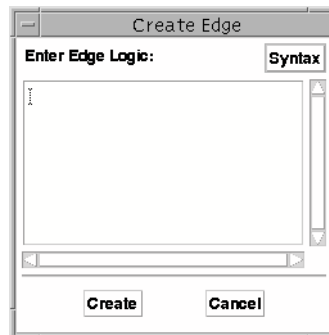 Create Edge
Enter Edge Logic:
Syntax
Create
Cancel